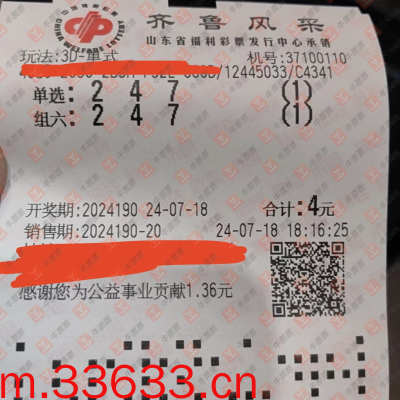 齐鲁风采
山东省福利彩票发行中心承销
玩法:3D-单式 机号:37100110
/12445033/C4341
单选: 2 4 7 (1)
组六: 2 4 7 (1)
开奖期:2024190 24-07-18 合计:4元
销售期:2024190-20 24-07-18 18:16:25
感谢您为公益事业贡献1.36元
m.33633.cn